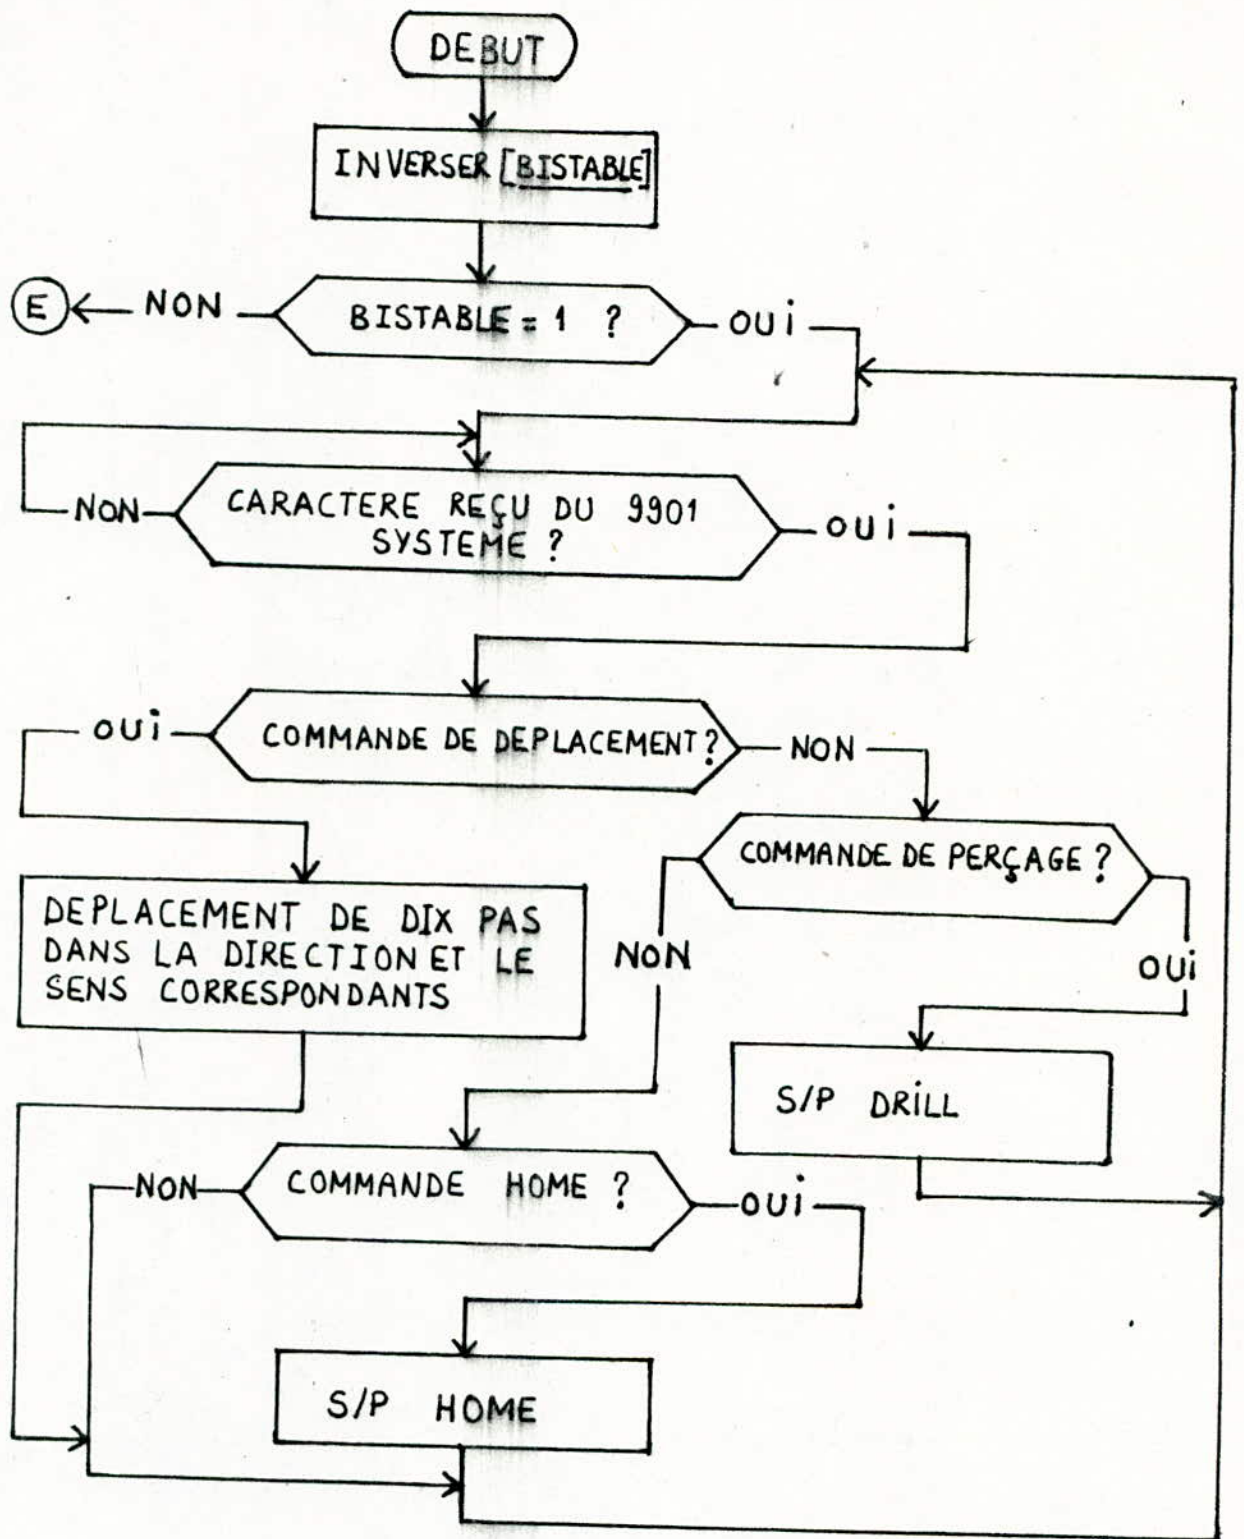 DEBUT
INVERSER [BISTABLE]
E
NON
BISTABLE = 1 ?
OUi
NON
CARACTERE REÇU DU 9901
SYSTEME ?
OUi
OUi
COMMANDE DE DEPLACEMENT ?
NON
COMMANDE DE PERÇAGE ?
DEPLACEMENT DE DIX PAS
DANS LA DIRECTION ET LE
SENS CORRESPONDANTS
NON
OUi
S/P DRiLL
NON
COMMANDE HOME ?
OUi
S/P HOME